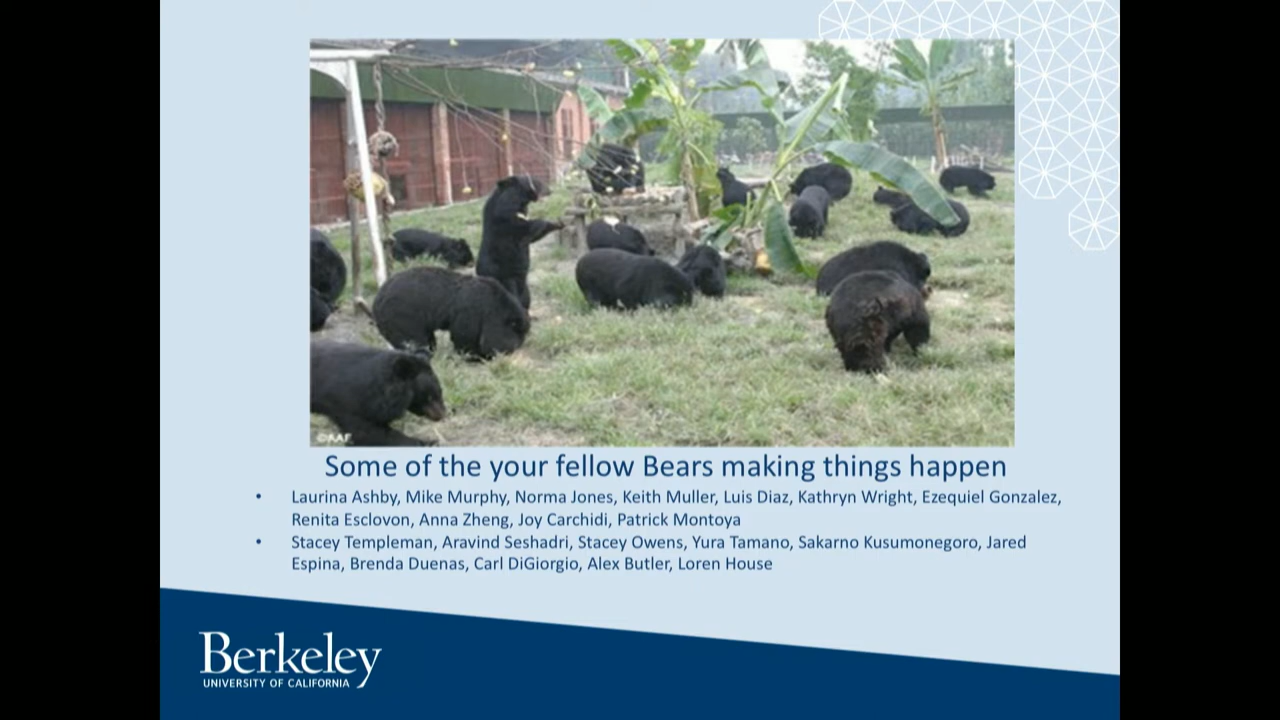 ©AAF
Some of the your fellow Bears making things happen
• Laurina Ashby, Mike Murphy, Norma Jones, Keith Muller, Luis Diaz, Kathryn Wright, Ezequiel Gonzalez,
Renita Esclovon, Anna Zheng, Joy Carchidi, Patrick Montoya
• Stacey Templeman, Aravind Seshadri, Stacey Owens, Yura Tamano, Sakarno Kusumonegoro, Jared
Espina, Brenda Duenas, Carl DiGiorgio, Alex Butler, Loren House
Berkeley
UNIVERSITY OF CALIFORNIA